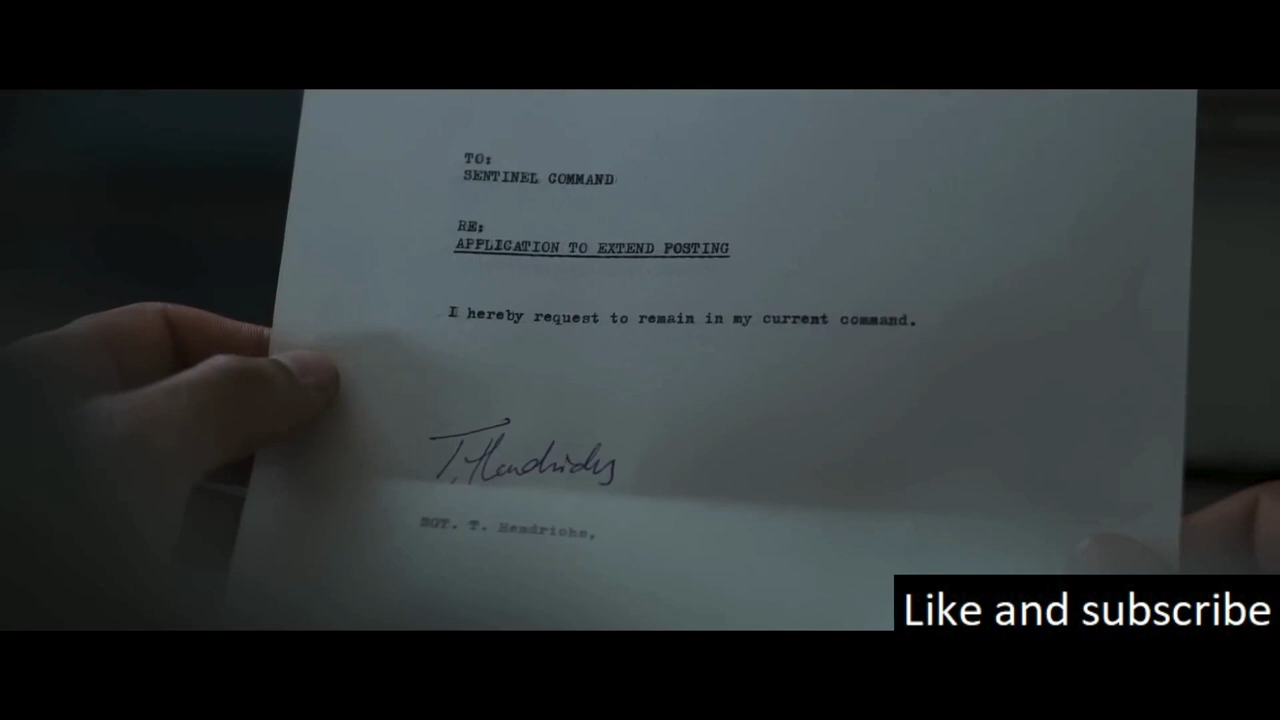 TO:
SENTINEL COMMAND
RE:
APPLICATION TO EXTEND POSTING
I hereby request to remain in my current command.
T. Hendricks
SGT. T. Hendrichs.
Like and subscribe